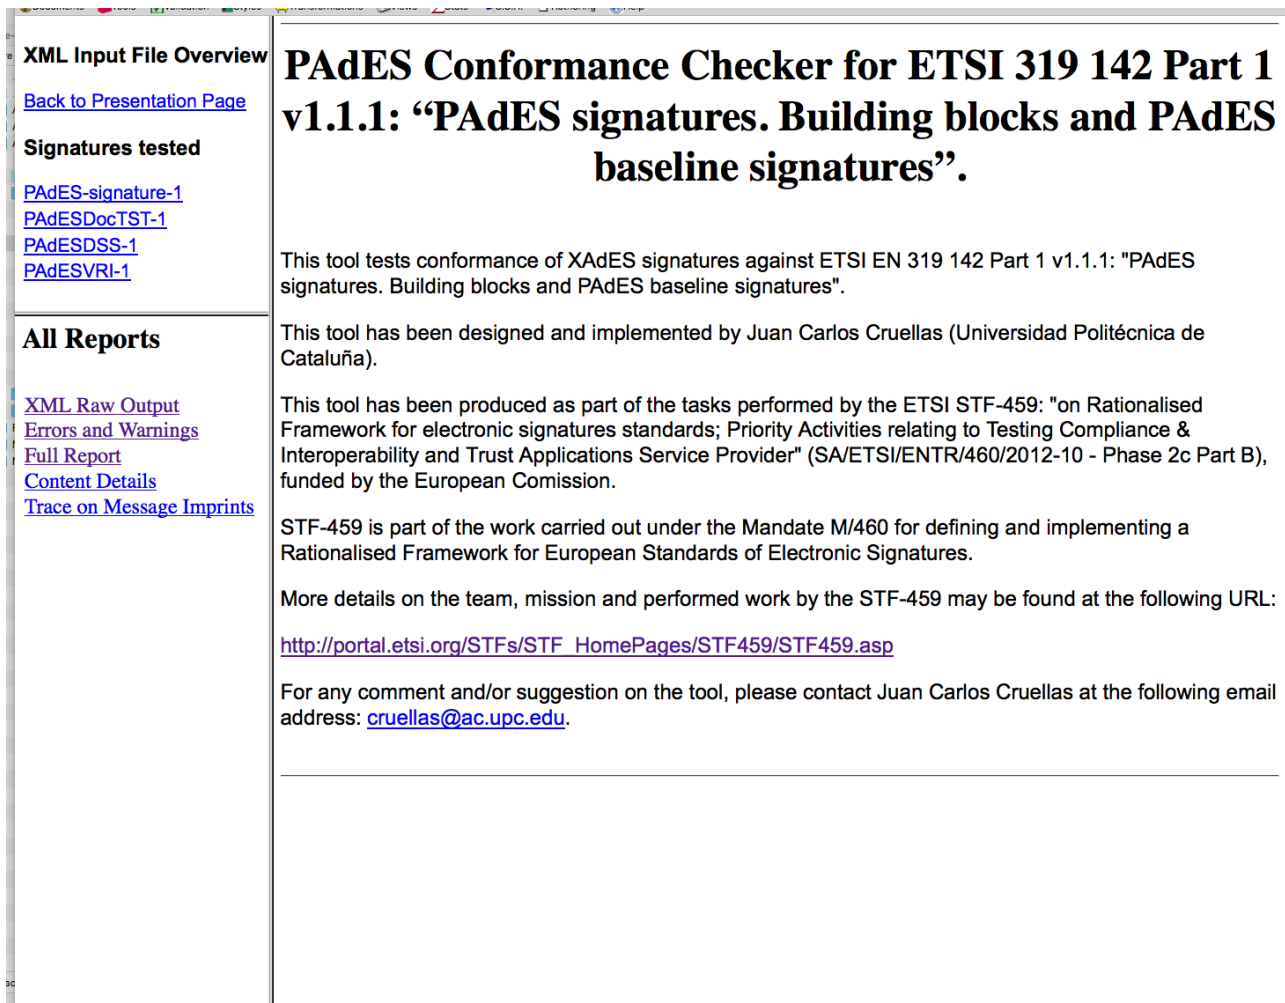 XML Input File Overview
Back to Presentation Page
Signatures tested
PAdES-signature-1
PAdESDocTST-1
PAdESDSS-1
PAdESVRI-1
All Reports
XML Raw Output
Errors and Warnings
Full Report
Content Details
Trace on Message Imprints
PAdES Conformance Checker for ETSI 319 142 Part 1
v1.1.1: “PAdES signatures. Building blocks and PAdES
baseline signatures”.
This tool tests conformance of XAdES signatures against ETSI EN 319 142 Part 1 v1.1.1: "PAdES
signatures. Building blocks and PAdES baseline signatures".
This tool has been designed and implemented by Juan Carlos Cruellas (Universidad Politécnica de
Cataluña).
This tool has been produced as part of the tasks performed by the ETSI STF-459: "on Rationalised
Framework for electronic signatures standards; Priority Activities relating to Testing Compliance &
Interoperability and Trust Applications Service Provider" (SA/ETSI/ENTR/460/2012-10 - Phase 2c Part B),
funded by the European Comission.
STF-459 is part of the work carried out under the Mandate M/460 for defining and implementing a
Rationalised Framework for European Standards of Electronic Signatures.
More details on the team, mission and performed work by the STF-459 may be found at the following URL:
http://portal.etsi.org/STFs/STF_HomePages/STF459/STF459.asp
For any comment and/or suggestion on the tool, please contact Juan Carlos Cruellas at the following email
address: cruellas@ac.upc.edu.